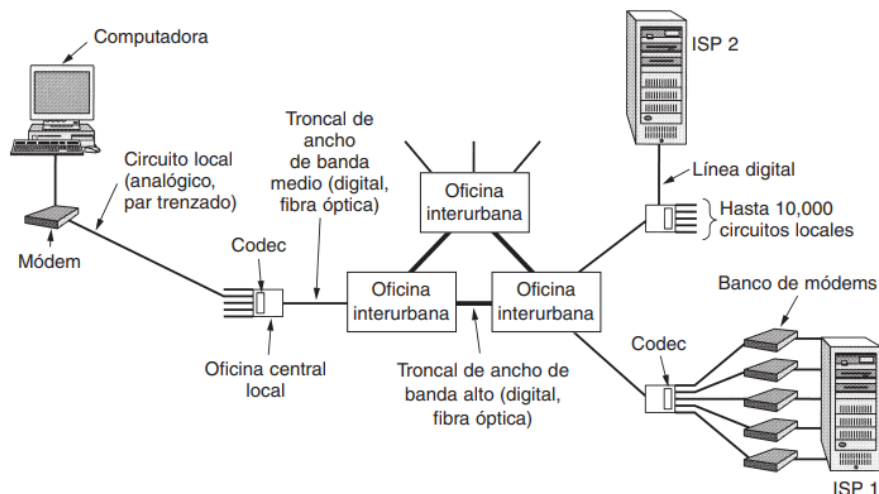 Computadora
Circuito local
(analógico,
par trenzado)
Módem
Troncal de
ancho
de banda
medio (digital,
fibra óptica)
Codec
Oficina central
local
Oficina
interurbana
Oficina
interurbana
Oficina
interurbana
Troncal de ancho de
banda alto (digital,
fibra óptica)
ISP 2
Línea digital
Hasta 10,000
circuitos locales
Banco de módems
Codec
ISP 1